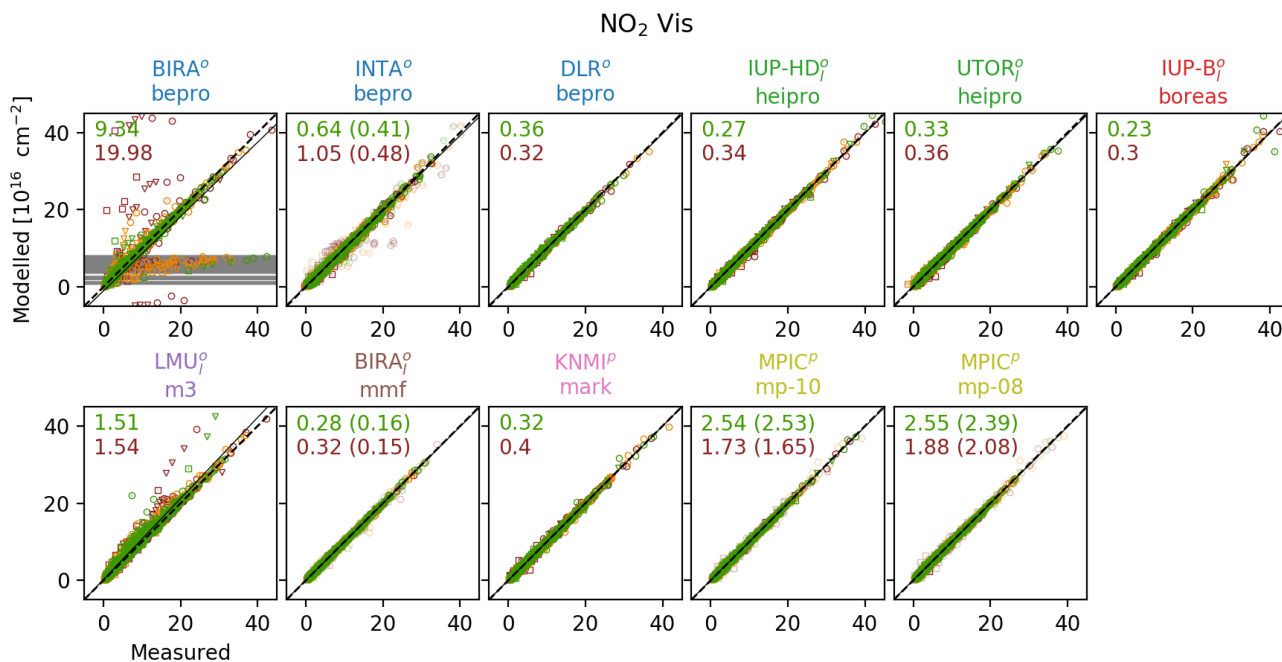 NO₂ Vis
BIRAᵒ
bepro
INTAᵒ
bepro
DLRᵒ
bepro
IUP-HDₗᵒ
heipro
UTORₗᵒ
heipro
IUP-Bₗᵒ
boreas
Modelled [10¹⁶ cm⁻²]
40
20
0
9.34
19.98
0.64 (0.41)
1.05 (0.48)
0.36
0.32
0.27
0.34
0.33
0.36
0.23
0.3
0 20 40
0 20 40
0 20 40
0 20 40
0 20 40
0 20 40
LMUₗᵒ
m3
BIRAₗᵒ
mmf
KNMIᵖ
mark
MPICᵖ
mp-10
MPICᵖ
mp-08
40
20
0
1.51
1.54
0.28 (0.16)
0.32 (0.15)
0.32
0.4
2.54 (2.53)
1.73 (1.65)
2.55 (2.39)
1.88 (2.08)
0 20 40
0 20 40
0 20 40
0 20 40
0 20 40
Measured